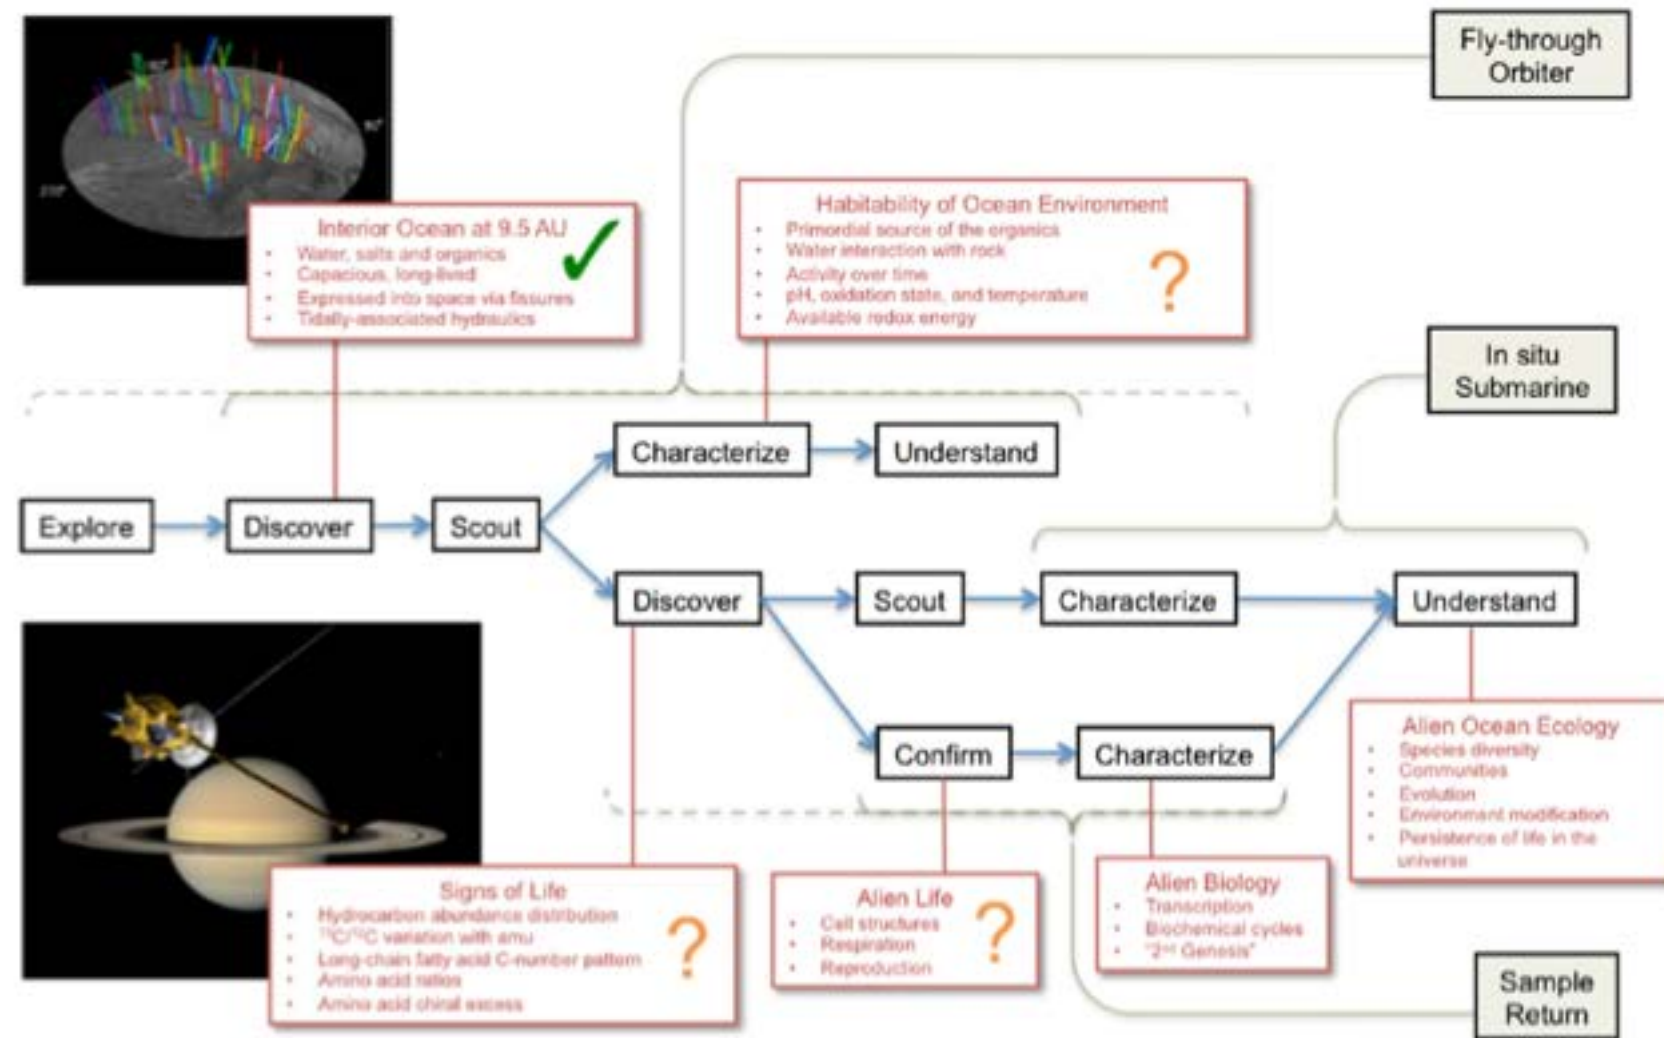 Fly-through
Orbiter
Interior Ocean at 9.5 AU
• Water, salts and organics
• Capacious, long-lived
• Expressed into space via fissures
• Tidally-associated hydraulics
Habitability of Ocean Environment
• Primordial source of the organics
• Water interaction with rock
• Activity over time
• pH, oxidation state, and temperature
• Available redox energy
?
In situ
Submarine
Characterize
Understand
Explore
Discover
Scout
Discover
Scout
Characterize
Understand
Confirm
Characterize
Alien Ocean Ecology
• Species diversity
• Communities
• Evolution
• Environment modification
• Persistence of life in the
universe
Signs of Life
• Hydrocarbon abundance distribution
• variation with amu
• Long-chain fatty acid C-number pattern
• Amino acid ratios
• Amino acid chiral excess
?
Alien Life
• Cell structures
• Respiration
• Reproduction
?
Alien Biology
• Transcription
• Biochemical cycles
• "2nd Genesis"
Sample
Return